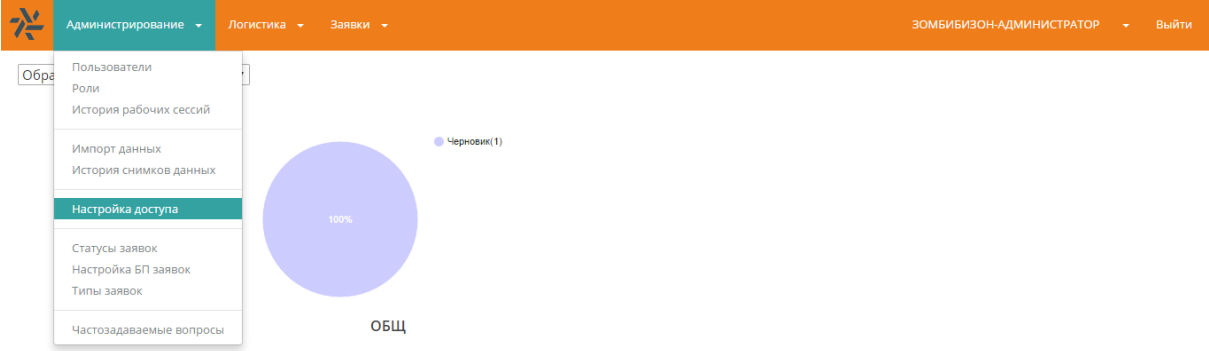 Администрирование Логистика Заявки ЗОМБИБИЗОН-АДМИНИСТРАТОР Выйти
Пользователи
Роли
История рабочих сессий
Импорт данных
История снимков данных
Настройка доступа
Статусы заявок
Настройка БП заявок
Типы заявок
Частозадаваемые вопросы
Черновик(1)
100%
ОБЩ